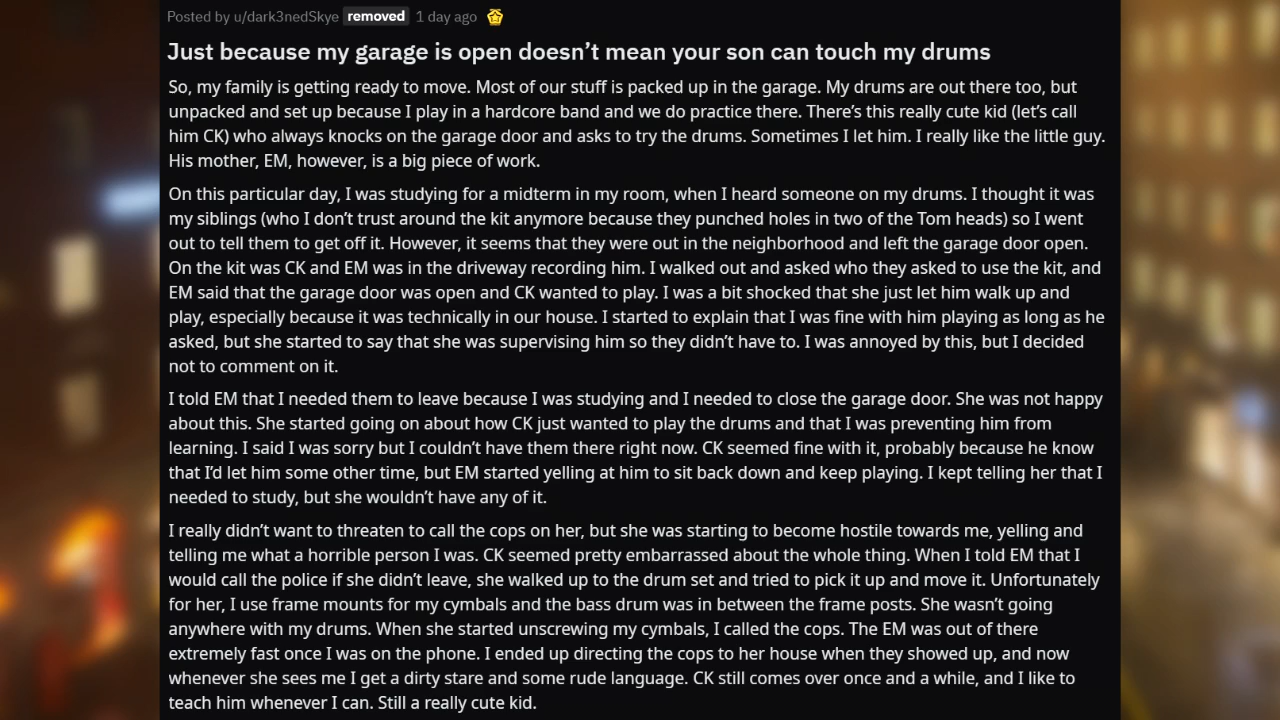 Posted by u/dark3nedSkye removed 1 day ago
Just because my garage is open doesn’t mean your son can touch my drums
So, my family is getting ready to move. Most of our stuff is packed up in the garage. My drums are out there too, but
unpacked and set up because I play in a hardcore band and we do practice there. There’s this really cute kid (let’s call
him CK) who always knocks on the garage door and asks to try the drums. Sometimes I let him. I really like the little guy.
His mother, EM, however, is a big piece of work.
On this particular day, I was studying for a midterm in my room, when I heard someone on my drums. I thought it was
my siblings (who I don’t trust around the kit anymore because they punched holes in two of the Tom heads) so I went
out to tell them to get off it. However, it seems that they were out in the neighborhood and left the garage door open.
On the kit was CK and EM was in the driveway recording him. I walked out and asked who they asked to use the kit, and
EM said that the garage door was open and CK wanted to play. I was a bit shocked that she just let him walk up and
play, especially because it was technically in our house. I started to explain that I was fine with him playing as long as he
asked, but she started to say that she was supervising him so they didn’t have to. I was annoyed by this, but I decided
not to comment on it.
I told EM that I needed them to leave because I was studying and I needed to close the garage door. She was not happy
about this. She started going on about how CK just wanted to play the drums and that I was preventing him from
learning. I said I was sorry but I couldn’t have them there right now. CK seemed fine with it, probably because he know
that I’d let him some other time, but EM started yelling at him to sit back down and keep playing. I kept telling her that I
needed to study, but she wouldn’t have any of it.
I really didn’t want to threaten to call the cops on her, but she was starting to become hostile towards me, yelling and
telling me what a horrible person I was. CK seemed pretty embarrassed about the whole thing. When I told EM that I
would call the police if she didn’t leave, she walked up to the drum set and tried to pick it up and move it. Unfortunately
for her, I use frame mounts for my cymbals and the bass drum was in between the frame posts. She wasn’t going
anywhere with my drums. When she started unscrewing my cymbals, I called the cops. The EM was out of there
extremely fast once I was on the phone. I ended up directing the cops to her house when they showed up, and now
whenever she sees me I get a dirty stare and some rude language. CK still comes over once and a while, and I like to
teach him whenever I can. Still a really cute kid.